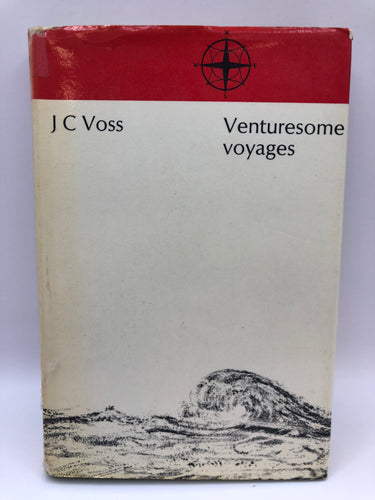 N
W E
S
J C Voss
Venturesome
voyages